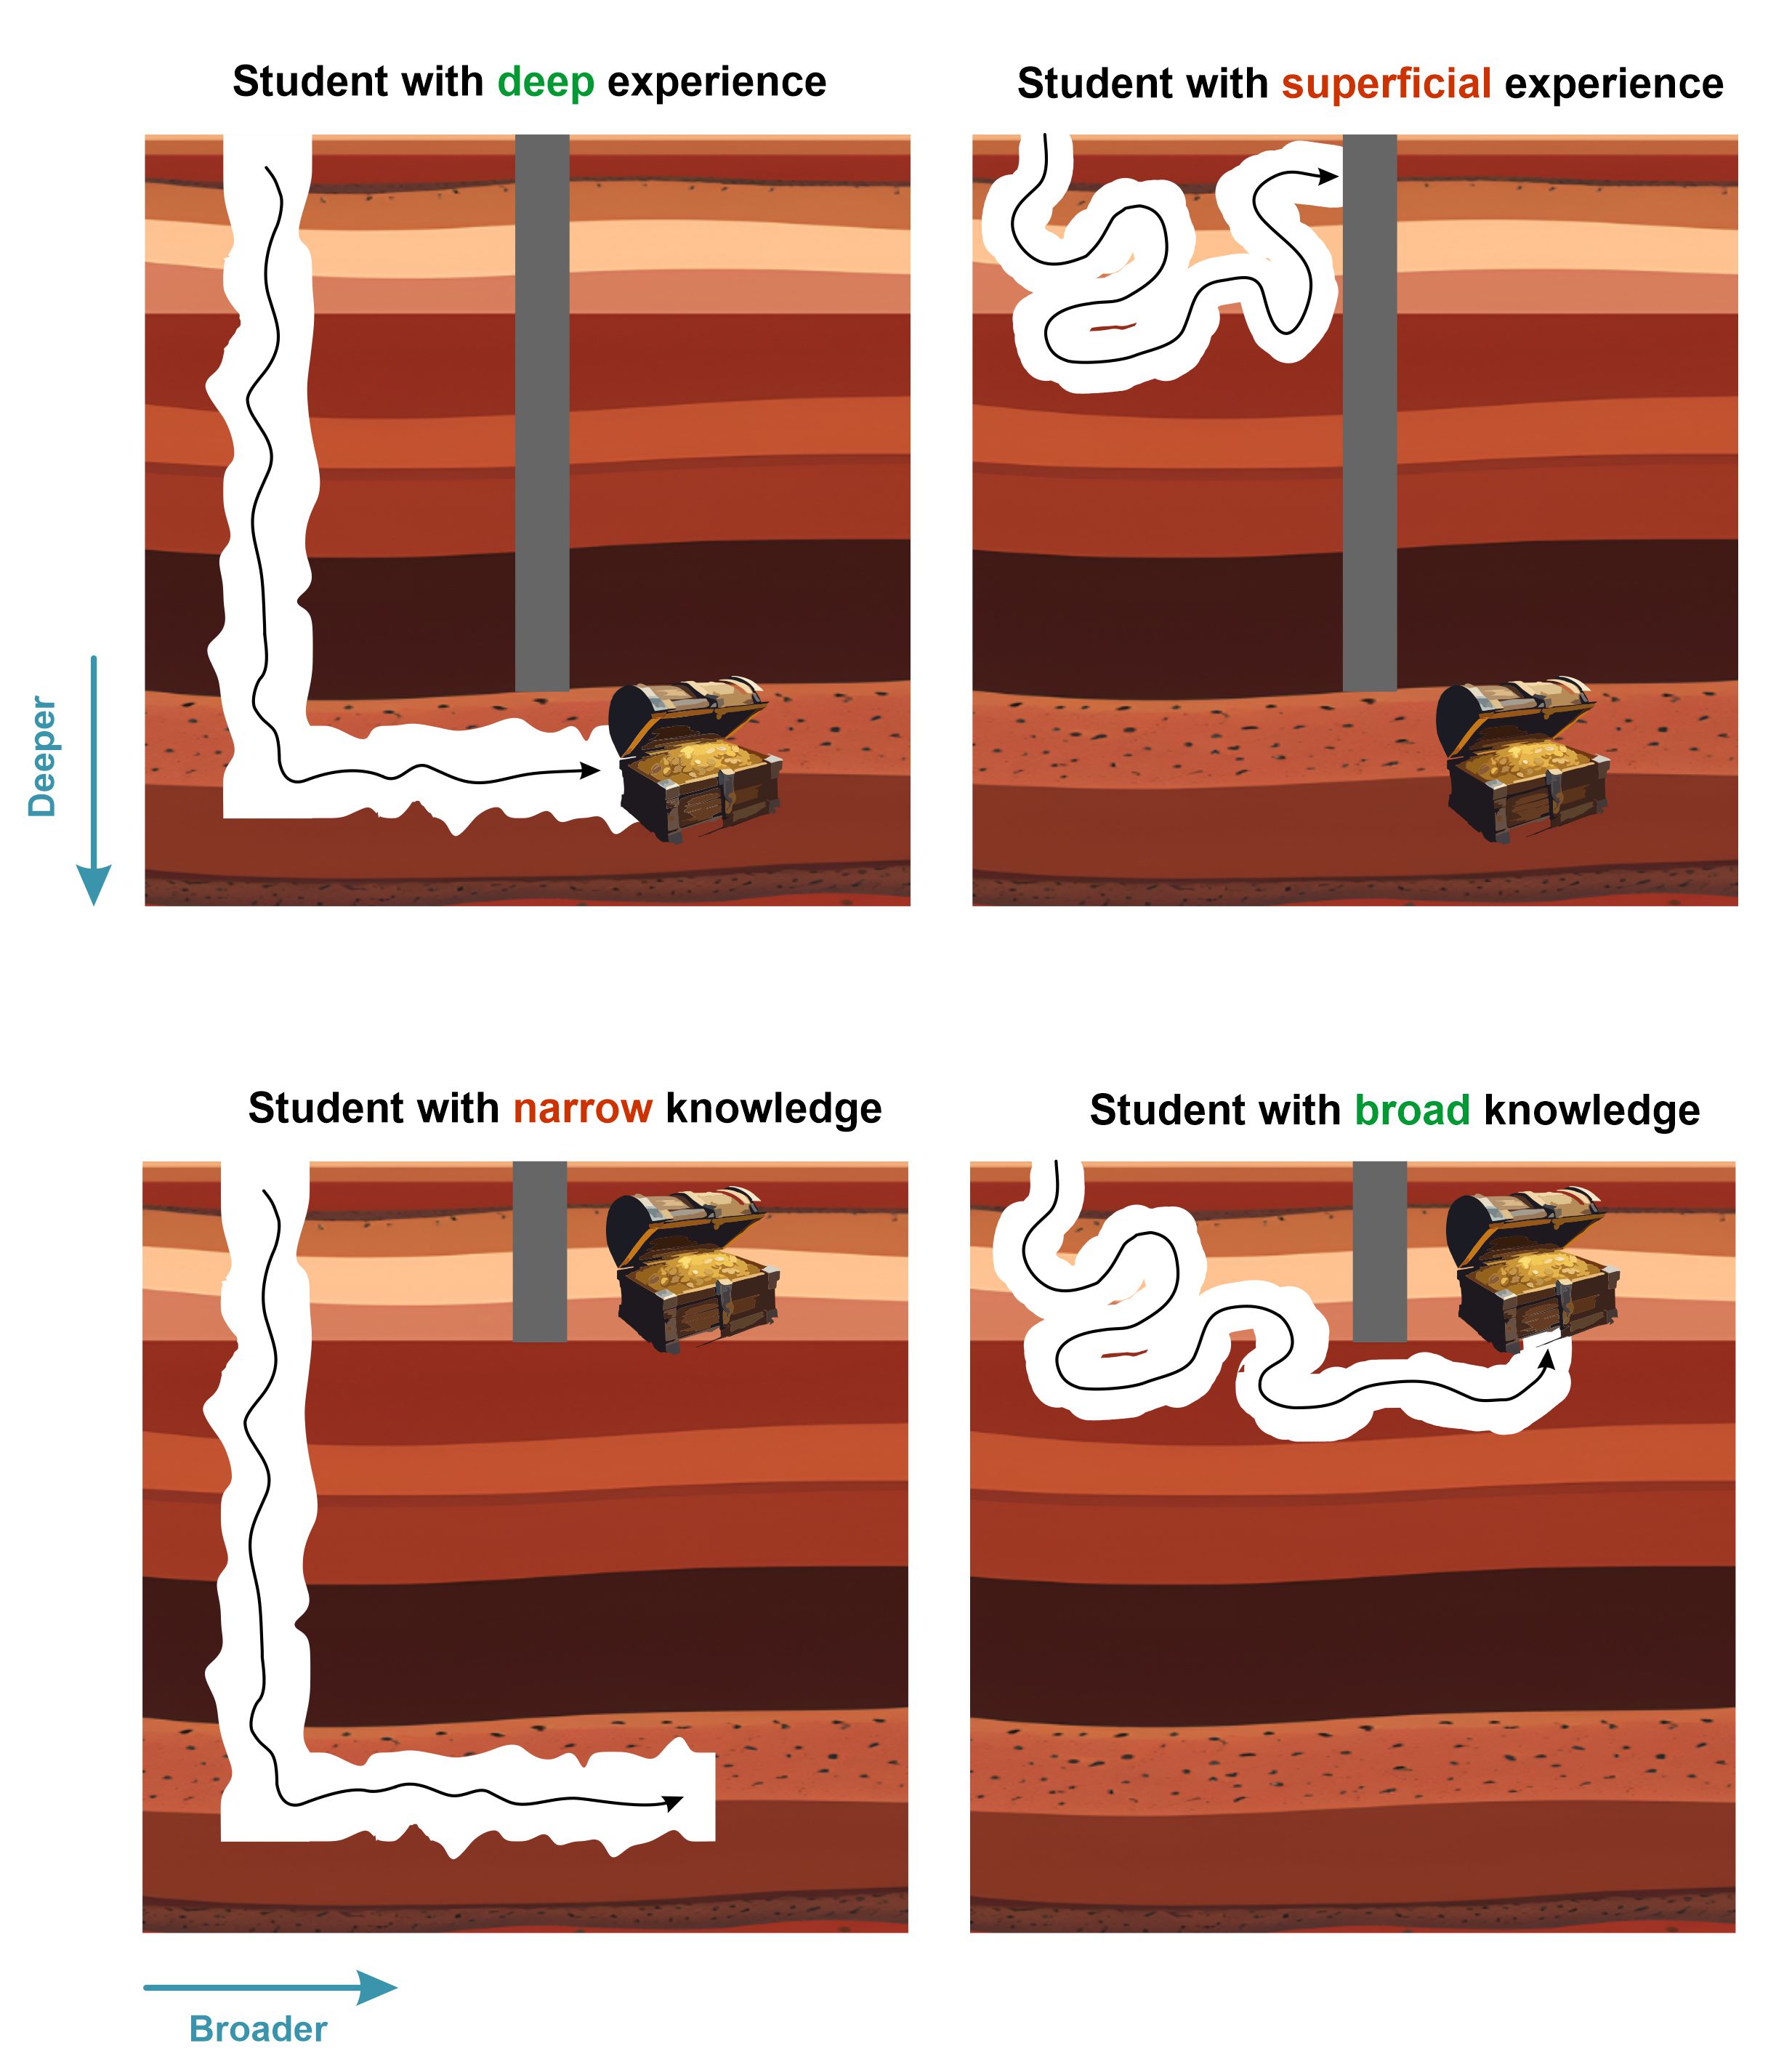 Student with deep experience
Student with superficial experience
Deeper
Student with narrow knowledge
Student with broad knowledge
Broader